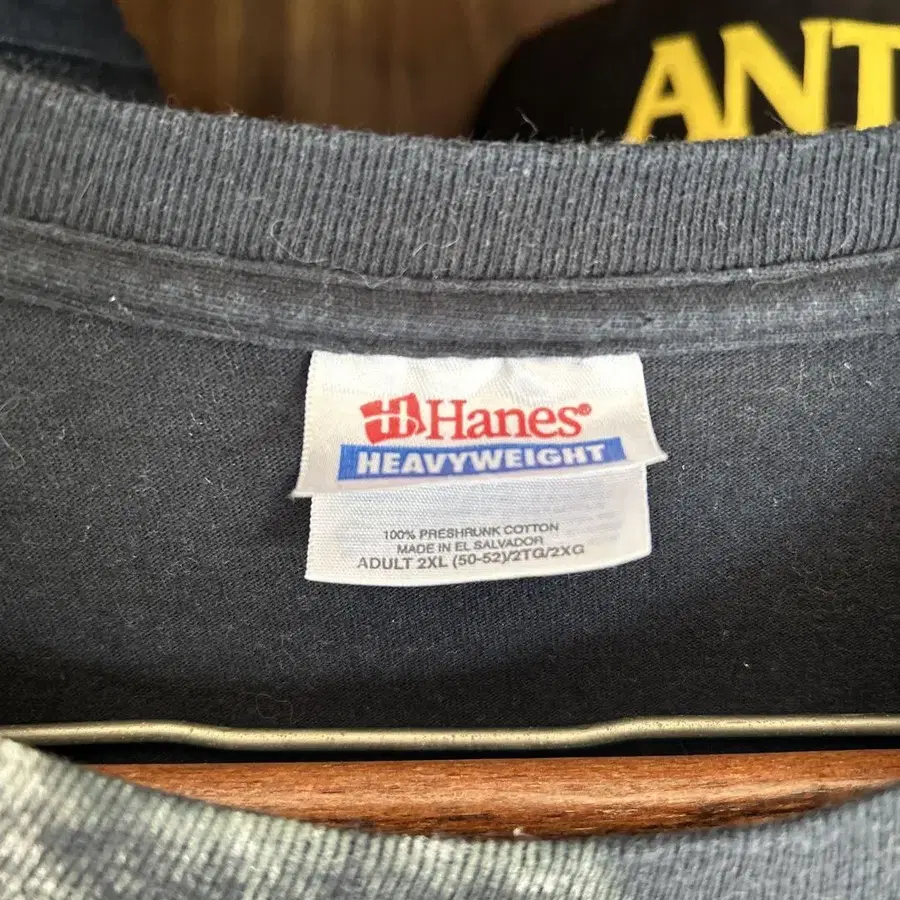 ANT
Hanes®
HEAVYWEIGHT
100% PRESHRUNK COTTON
MADE IN EL SALVADOR
ADULT 2XL (50-52)/2TG/2XG